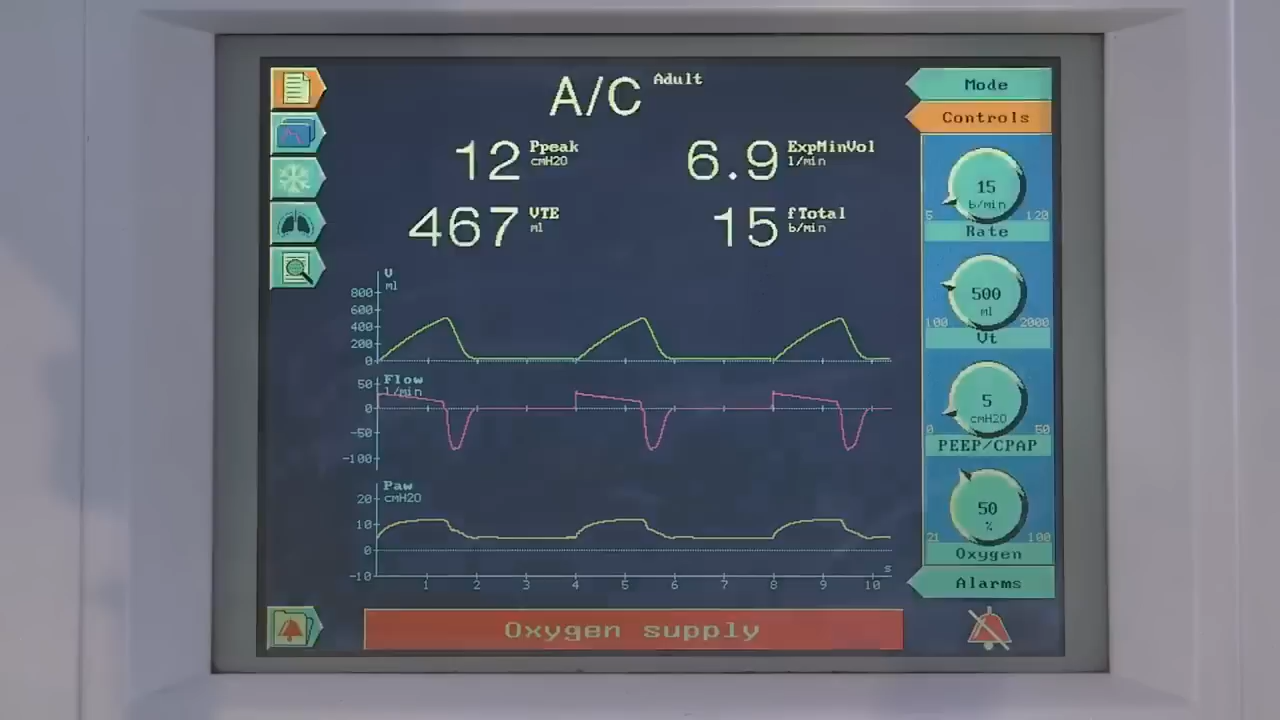 A/C Adult
12 Ppeak cmH2O
6.9 ExpMinVol l/min
467 VTE ml
15 fTotal b/min
V
ml
800
600
400
200
0
Flow
l/min
50
0
-50
-100
Paw
cmH2O
20
10
0
-10
1 2 3 4 5 6 7 8 9 10 s
Oxygen supply
Mode
Controls
15
b/min
5 120
Rate
500
ml
100 2000
Vt
5
cmH2O
0 50
PEEP/CPAP
50
%
21 100
Oxygen
Alarms